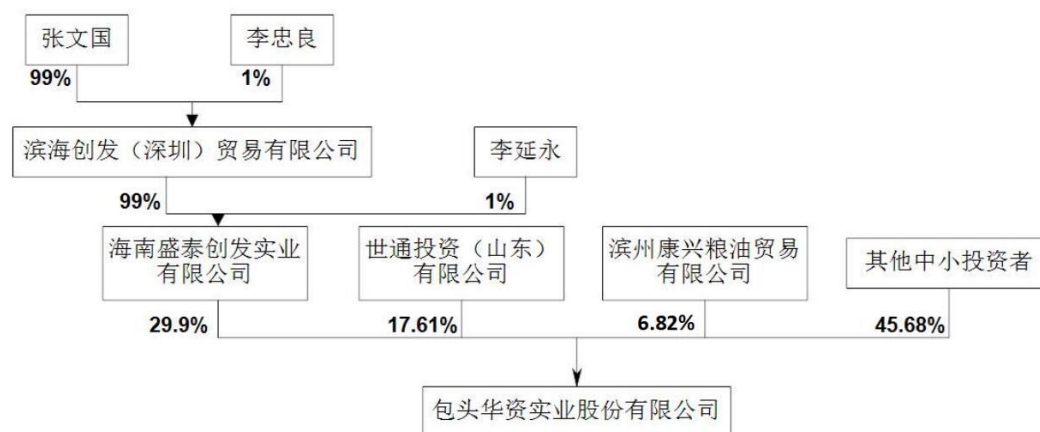 张文国
李忠良
99%
1%
滨海创发（深圳）贸易有限公司
李延永
99%
1%
海南盛泰创发实业
有限公司
世通投资（山东）
有限公司
滨州康兴粮油贸易
有限公司
其他中小投资者
29.9%
17.61%
6.82%
45.68%
包头华资实业股份有限公司